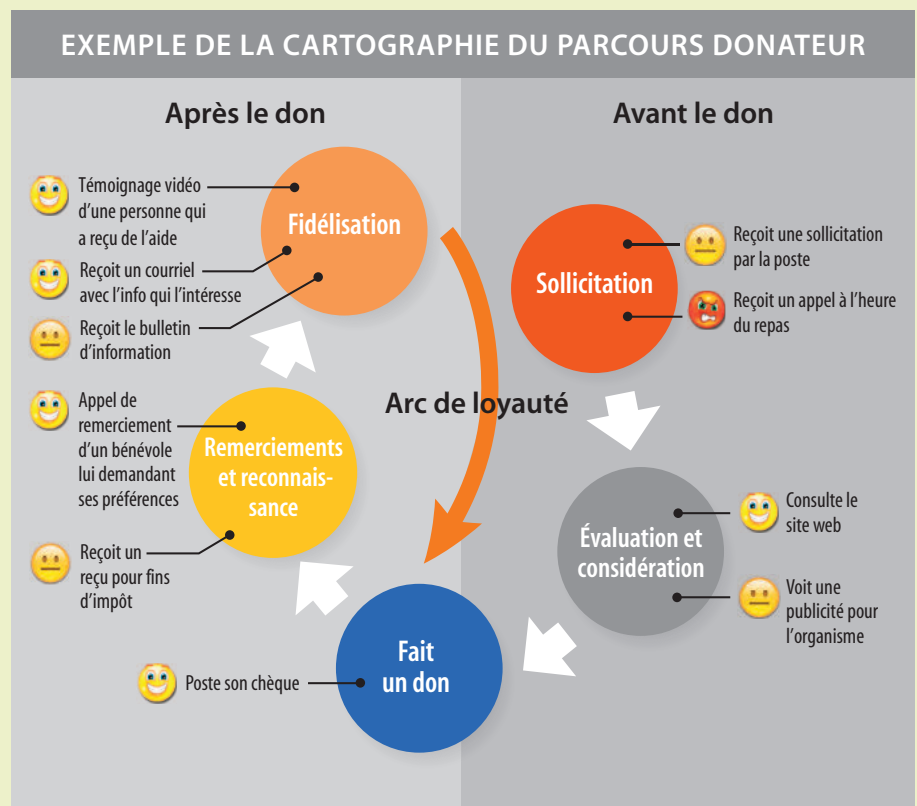 EXEMPLE DE LA CARTOGRAPHIE DU PARCOURS DONATEUR
Après le don
Témoignage vidéo
d'une personne qui
a reçu de l'aide
Reçoit un courriel
avec l'info qui l'intéresse
Reçoit le bulletin
d'information
Fidélisation
Appel de
remerciement
d'un bénévole
lui demandant
ses préférences
Reçoit un
reçu pour fins
d'impôt
Remerciements
et reconnais-
sance
Arc de loyauté
Poste son chèque
Fait
un don
Avant le don
Sollicitation
Reçoit une sollicitation
par la poste
Reçoit un appel à l'heure
du repas
Évaluation et
considération
Consulte le
site web
Voit une
publicité pour
l'organisme